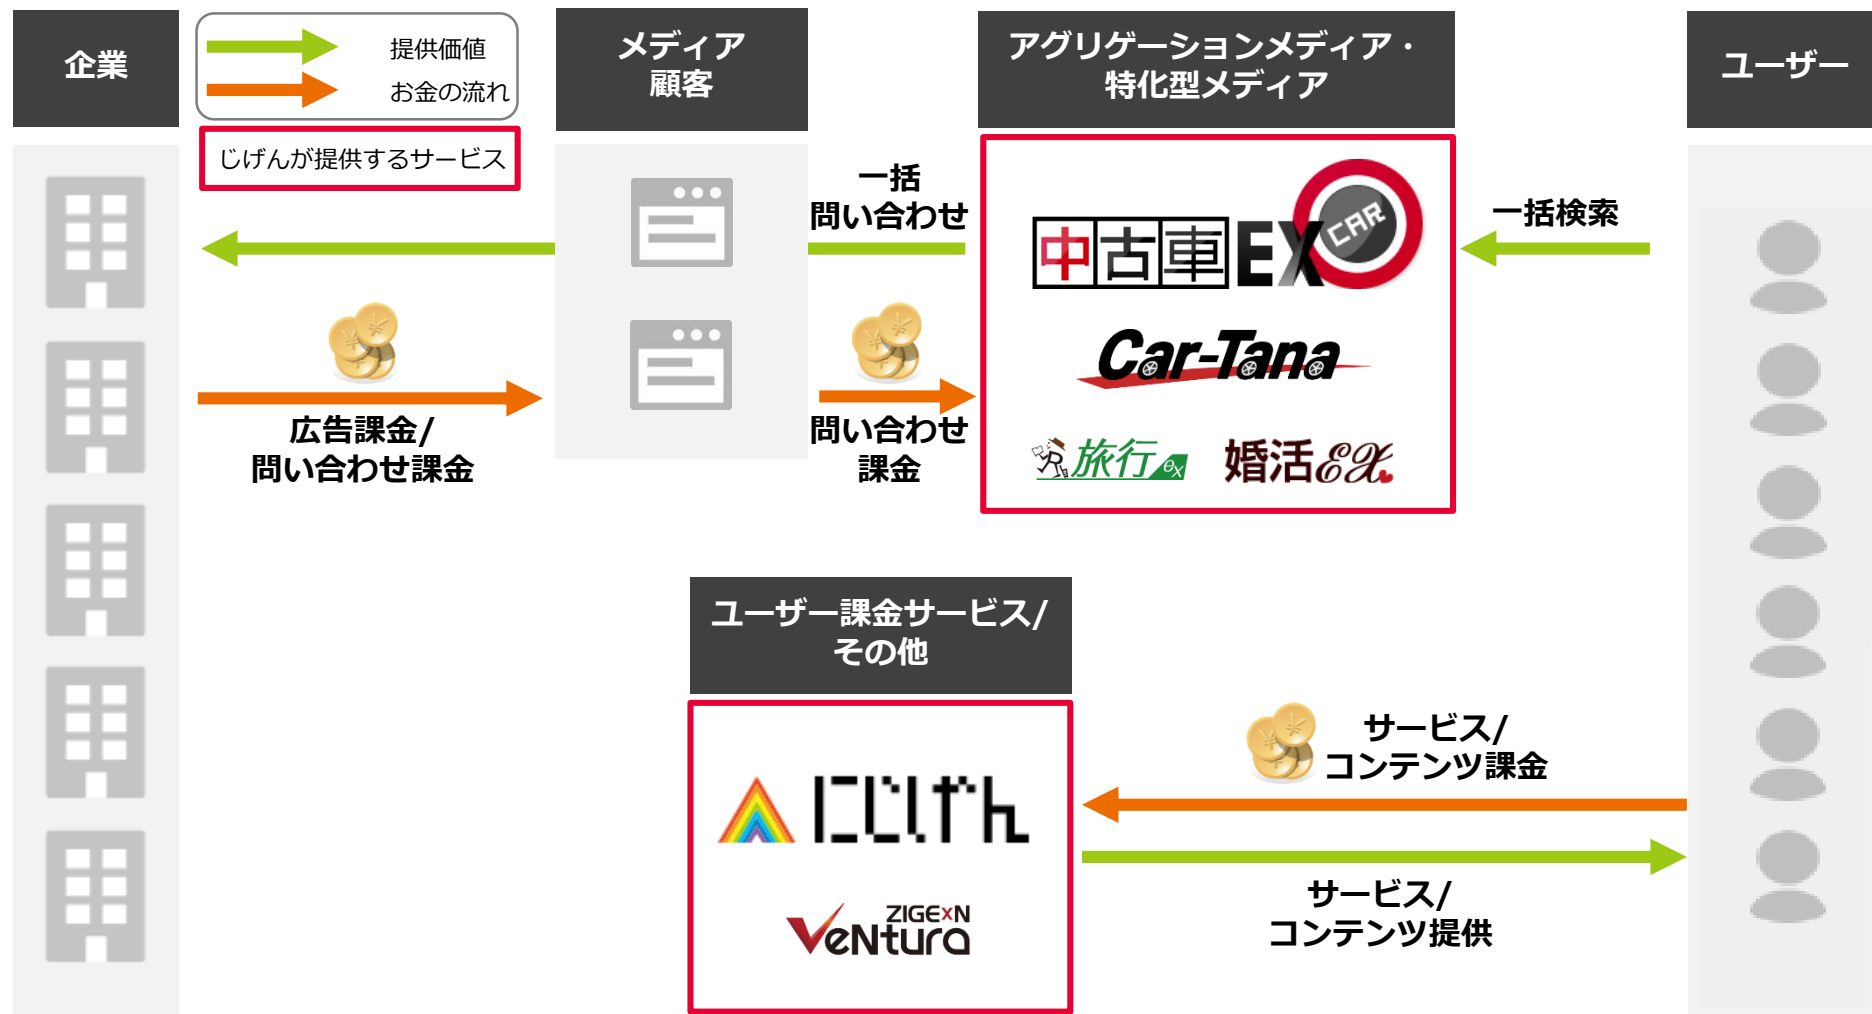 企業
提供価値
お金の流れ
じげんが提供するサービス
メディア
顧客
アグリゲーションメディア・
特化型メディア
ユーザー
一括
問い合わせ
一括検索
中古車EX
CAR
Car-Tana
旅行ex
婚活EX
広告課金/
問い合わせ課金
問い合わせ
課金
ユーザー課金サービス/
その他
にじげん
ZIGExN
VeNtura
サービス/
コンテンツ課金
サービス/
コンテンツ提供